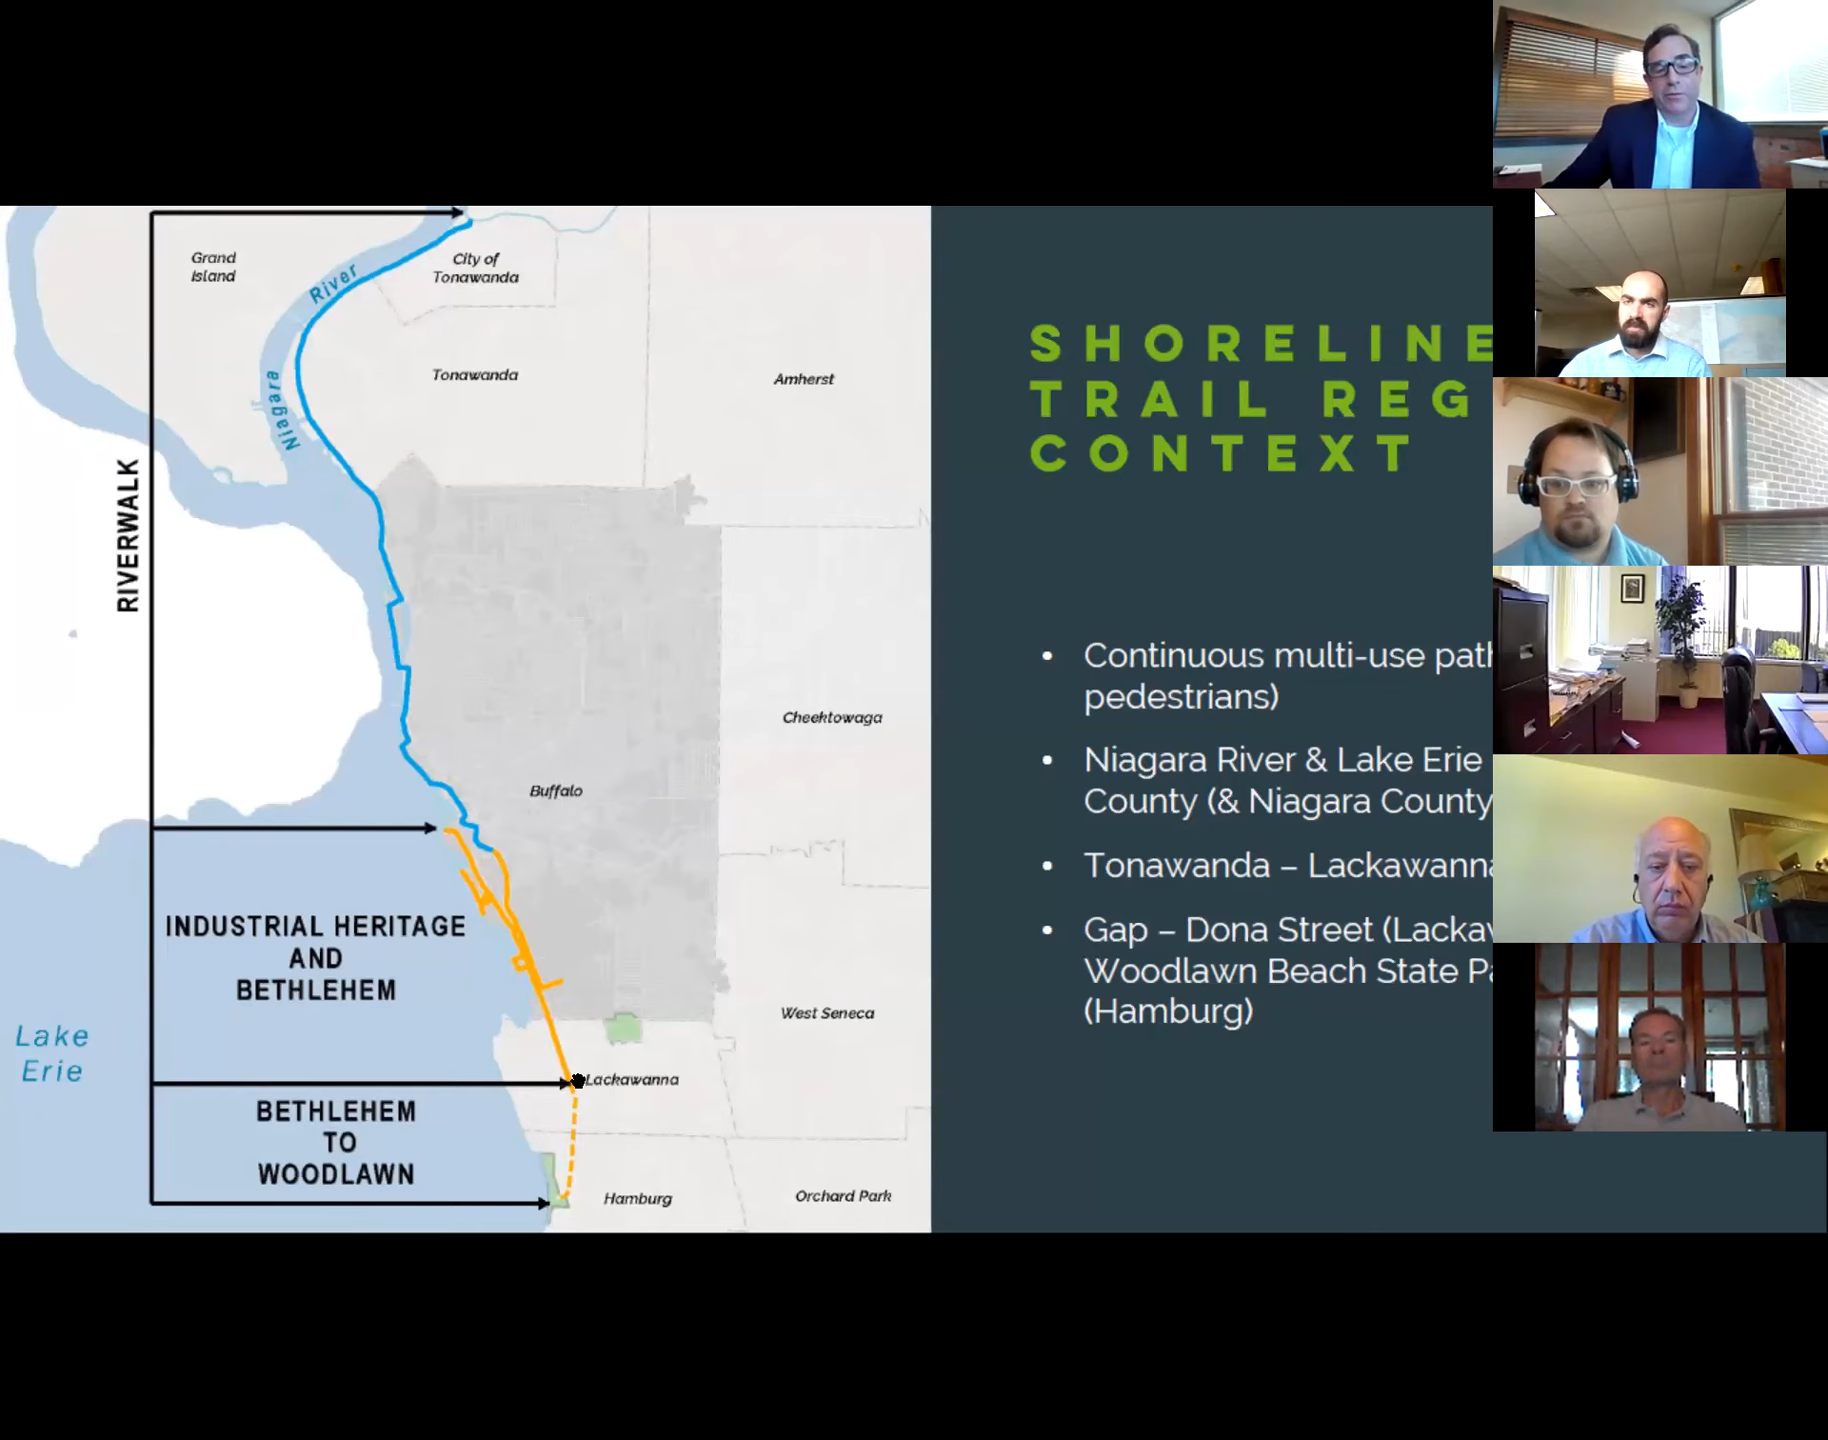 Grand
Island
Niagara River
City of
Tonawanda
Tonawanda
Amherst
RIVERWALK
Cheektowaga
Buffalo
INDUSTRIAL HERITAGE
AND
BETHLEHEM
West Seneca
Lake
Erie
Lackawanna
BETHLEHEM
TO
WOODLAWN
Hamburg
Orchard Park
SHORELINE
TRAIL REG
CONTEXT
• Continuous multi-use path
pedestrians)
• Niagara River & Lake Erie
County (& Niagara County
• Tonawanda – Lackawanna
• Gap – Dona Street (Lackaw
Woodlawn Beach State Pa
(Hamburg)